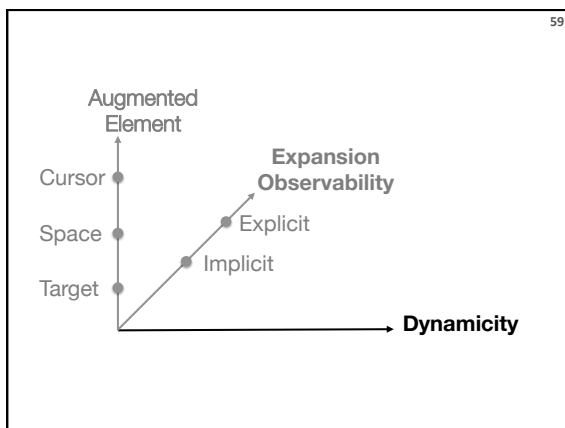 59
Augmented
Element
Expansion
Observability
Cursor
Explicit
Space
Implicit
Target
Dynamicity